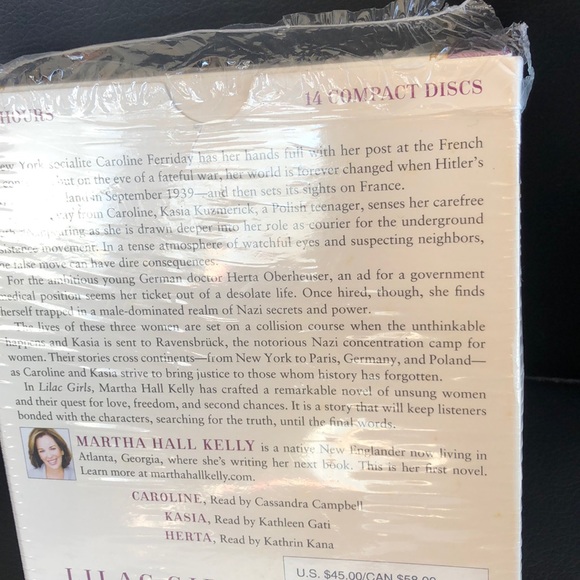 HOURS
14 COMPACT DISCS
York socialite Caroline Ferriday has her hands full with her post at the French
but on the eve of a fateful war, her world is forever changed when Hitler's
in September 1939—and then sets its sights on France.
from Caroline, Kasia Kuzmerick, a Polish teenager, senses her carefree
as she is drawn deeper into her role as courier for the underground
movement. In a tense atmosphere of watchful eyes and suspecting neighbors,
false move can have dire consequences.
For the ambitious young German doctor Herta Oberheuser, an ad for a government
medical position seems her ticket out of a desolate life. Once hired, though, she finds
herself trapped in a male-dominated realm of Nazi secrets and power.
The lives of these three women are set on a collision course when the unthinkable
happens and Kasia is sent to Ravensbrück, the notorious Nazi concentration camp for
women. Their stories cross continents—from New York to Paris, Germany, and Poland—
as Caroline and Kasia strive to bring justice to those whom history has forgotten.
In Lilac Girls, Martha Hall Kelly has crafted a remarkable novel of unsung women
and their quest for love, freedom, and second chances. It is a story that will keep listeners
bonded with the characters, searching for the truth, until the final words.
MARTHA HALL KELLY is a native New Englander now living in
Atlanta, Georgia, where she's writing her next book. This is her first novel.
Learn more at marthahallkelly.com.
CAROLINE, Read by Cassandra Campbell
KASIA, Read by Kathleen Gati
HERTA, Read by Kathrin Kana
U.S. $45.00/CAN $58.00